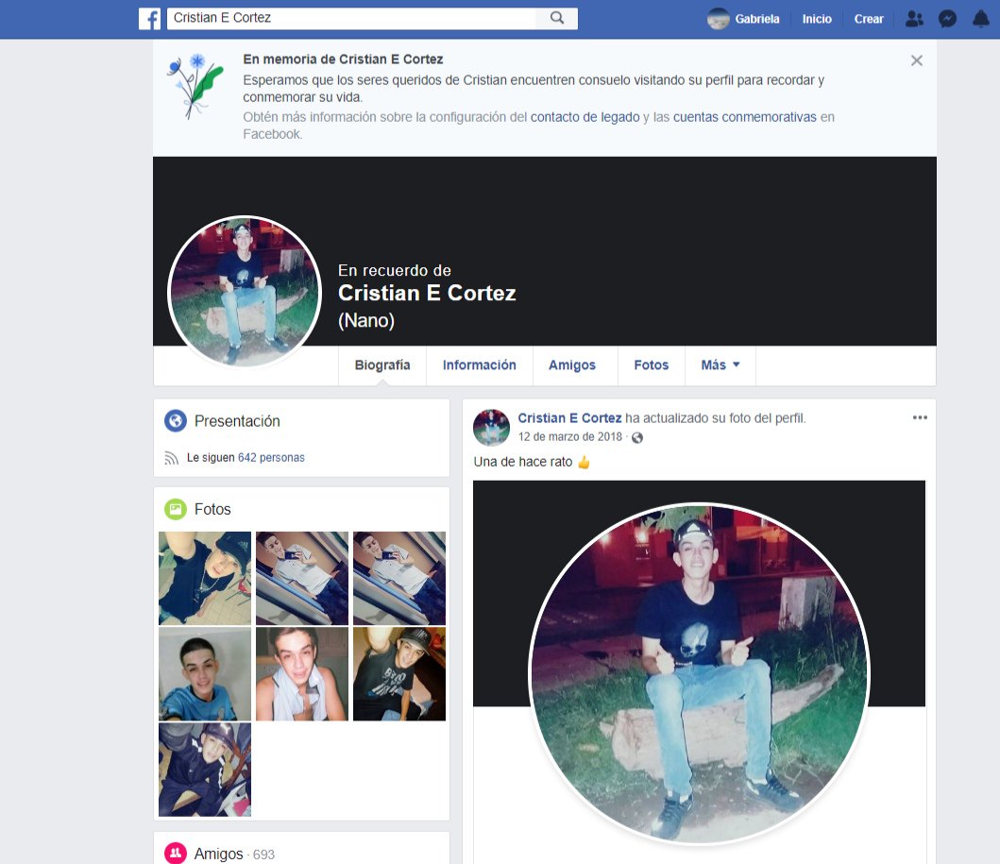 Cristian E Cortez
Gabriela
Inicio
Crear
En memoria de Cristian E Cortez
Esperamos que los seres queridos de Cristian encuentren consuelo visitando su perfil para recordar y
conmemorar su vida.
Obtén más información sobre la configuración del contacto de legado y las cuentas conmemorativas en
Facebook.
En recuerdo de
Cristian E Cortez
(Nano)
Biografía
Información
Amigos
Fotos
Más
Presentación
Le siguen 642 personas
Fotos
Amigos · 693
Cristian E Cortez ha actualizado su foto del perfil.
12 de marzo de 2018 ·
Una de hace rato 👍